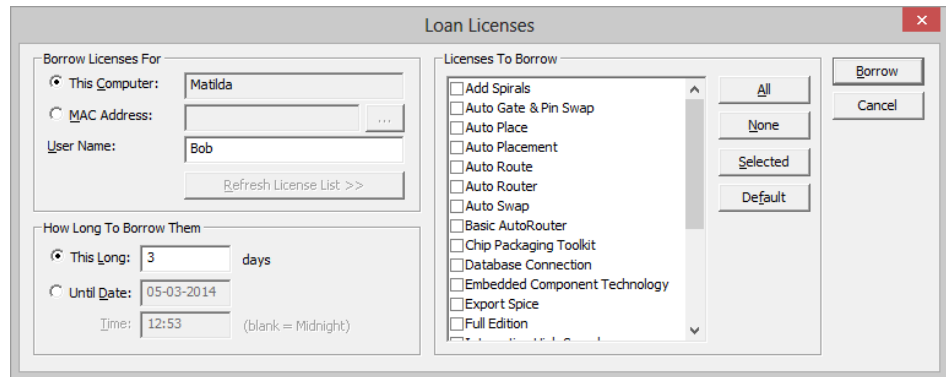 Loan Licenses
Borrow Licenses For
This Computer: Matilda
MAC Address: ...
User Name: Bob
Refresh License List >>
How Long To Borrow Them
This Long: 3 days
Until Date: 05-03-2014
Time: 12:53 (blank = Midnight)
Licenses To Borrow
Add Spirals
Auto Gate & Pin Swap
Auto Place
Auto Placement
Auto Route
Auto Router
Auto Swap
Basic AutoRouter
Chip Packaging Toolkit
Database Connection
Embedded Component Technology
Export Spice
Full Edition
All
None
Selected
Default
Borrow
Cancel